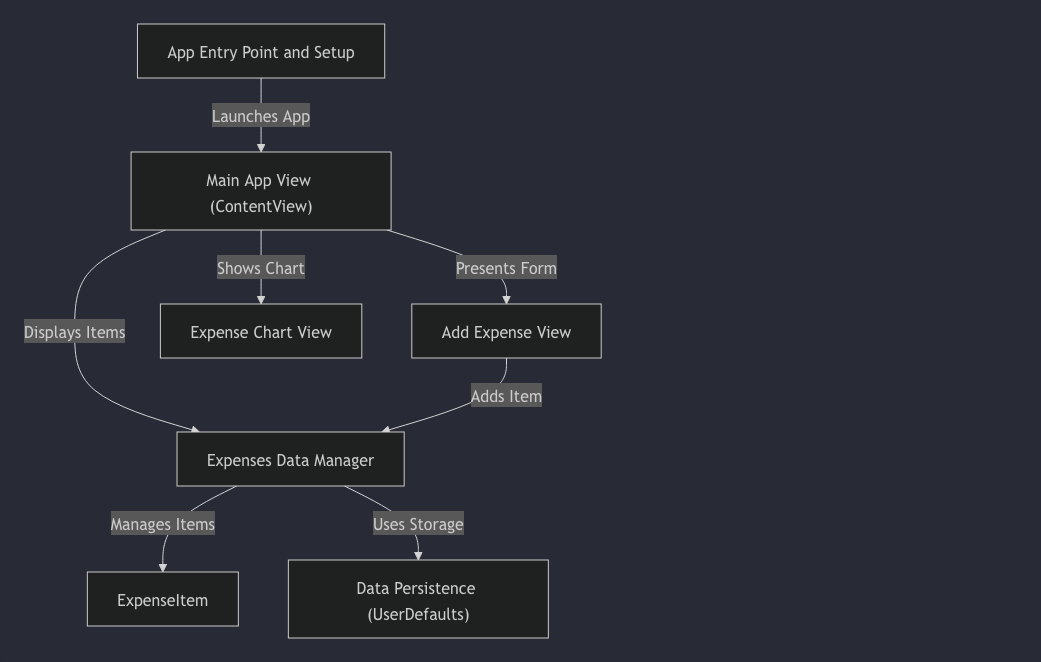 App Entry Point and Setup
Launches App
Main App View
(ContentView)
Shows Chart
Presents Form
Displays Items
Expense Chart View
Add Expense View
Adds Item
Expenses Data Manager
Manages Items
Uses Storage
ExpenseItem
Data Persistence
(UserDefaults)